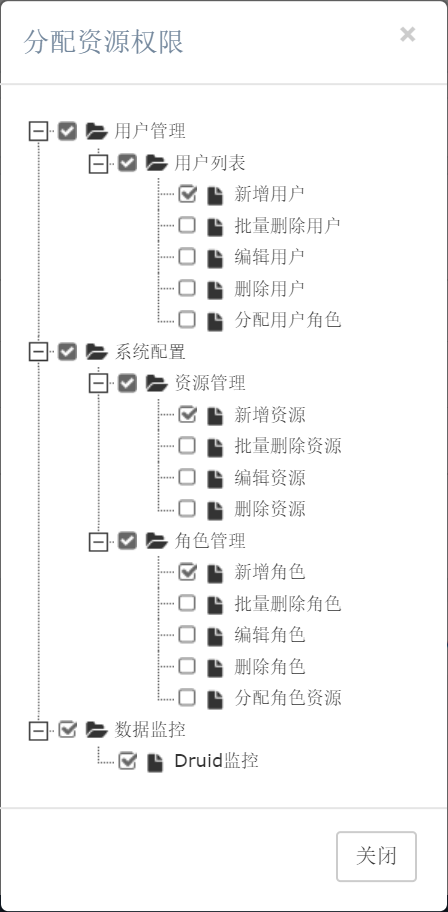 分配资源权限
用户管理
用户列表
新增用户
批量删除用户
编辑用户
删除用户
分配用户角色
系统配置
资源管理
新增资源
批量删除资源
编辑资源
删除资源
角色管理
新增角色
批量删除角色
编辑角色
删除角色
分配角色资源
数据监控
Druid监控
关闭